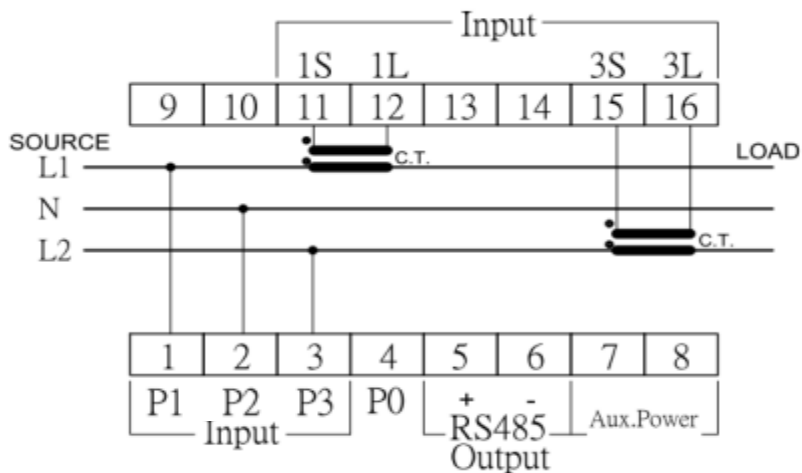 Input
1S 1L 3S 3L
9 10 11 12 13 14 15 16
SOURCE
C.T.
LOAD
L1
N
C.T.
L2
1 2 3 4 5 6 7 8
P1 P2 P3 P0 + - Aux.Power
Input RS485
Output